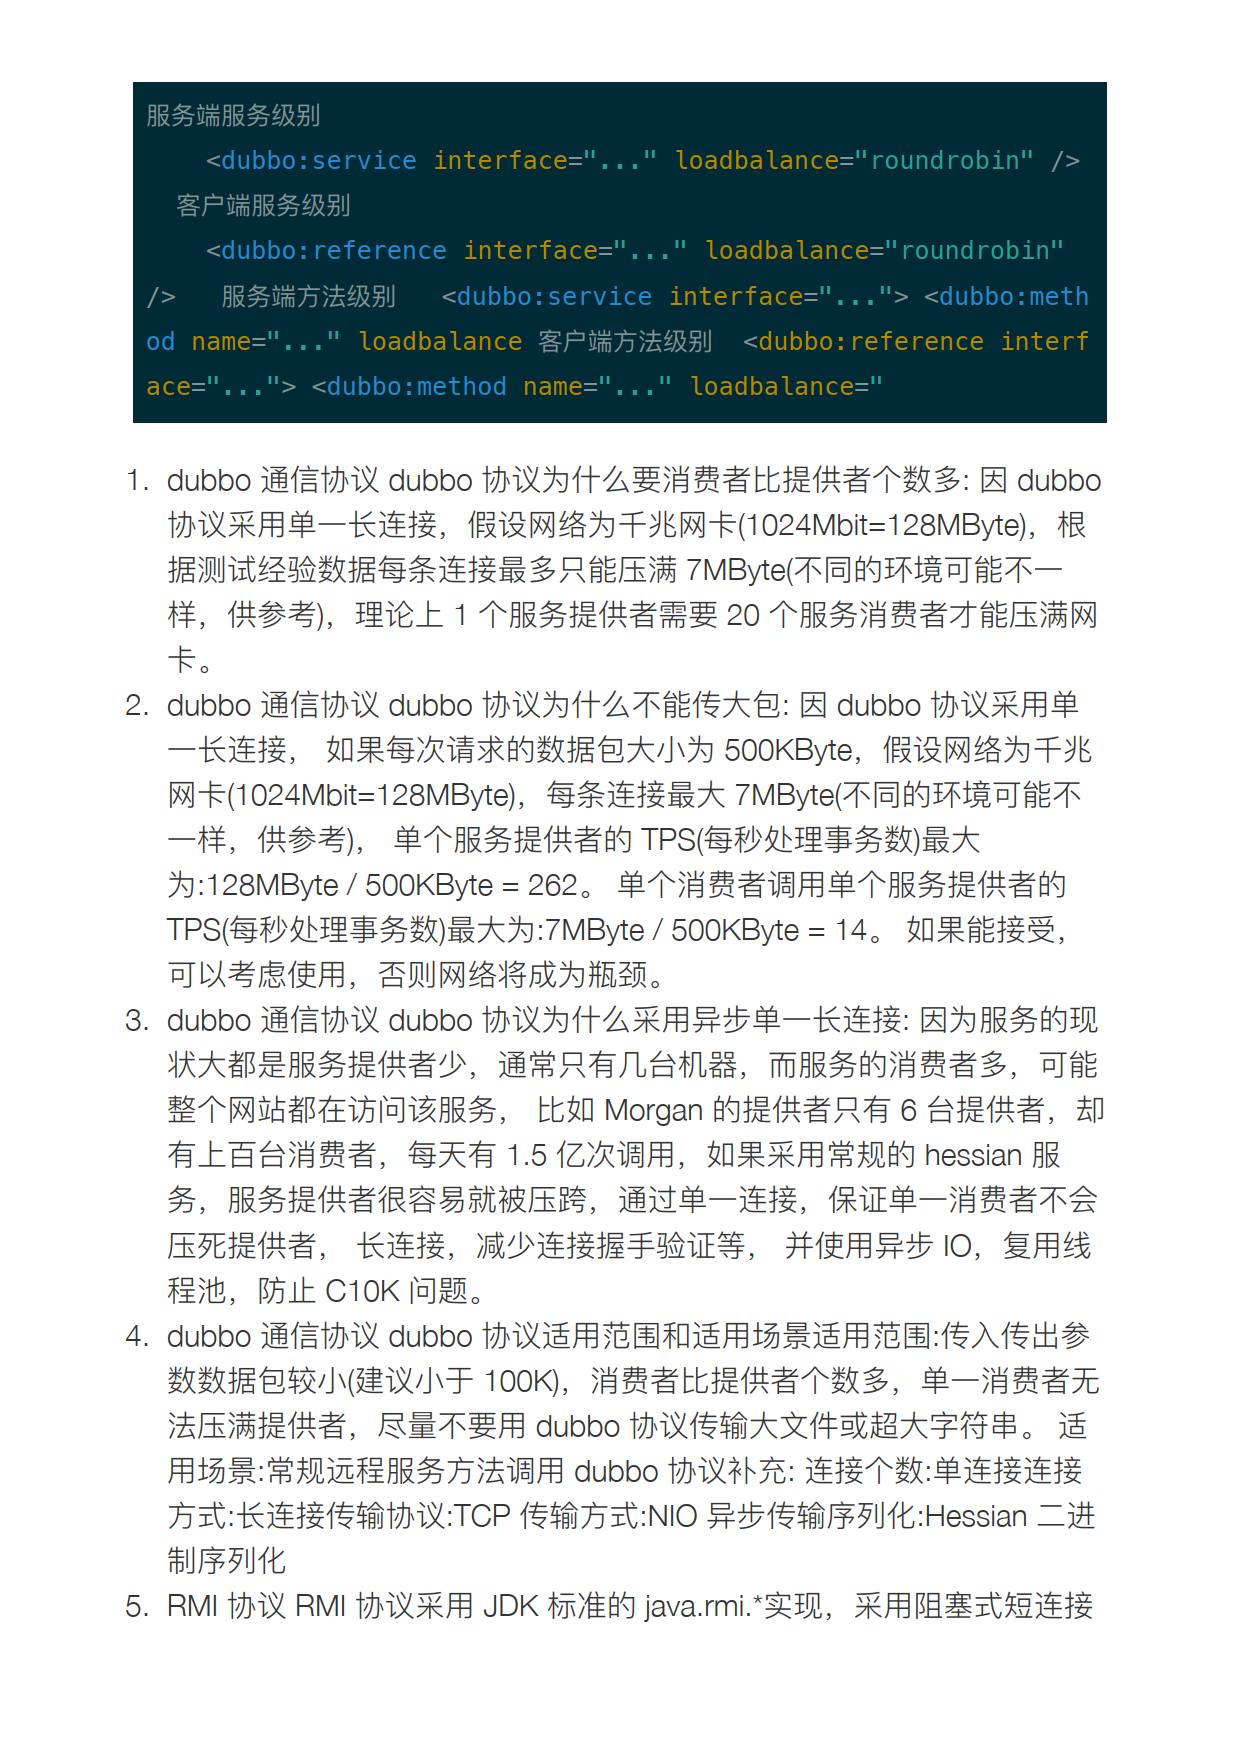 服务端服务级别
<dubbo:service interface="..." loadbalance="roundrobin" />
客户端服务级别
<dubbo:reference interface="..." loadbalance="roundrobin"
/> 服务端方法级别 <dubbo:service interface="..."> <dubbo:meth
od name="..." loadbalance 客户端方法级别 <dubbo:reference interf
ace="..."> <dubbo:method name="..." loadbalance="
1. dubbo 通信协议 dubbo 协议为什么要消费者比提供者个数多: 因 dubbo
协议采用单一长连接，假设网络为千兆网卡(1024Mbit=128MByte)，根
据测试经验数据每条连接最多只能压满 7MByte(不同的环境可能不一
样，供参考)，理论上 1 个服务提供者需要 20 个服务消费者才能压满网
卡。
2. dubbo 通信协议 dubbo 协议为什么不能传大包: 因 dubbo 协议采用单
一长连接， 如果每次请求的数据包大小为 500KByte，假设网络为千兆
网卡(1024Mbit=128MByte)，每条连接最大 7MByte(不同的环境可能不
一样，供参考)， 单个服务提供者的 TPS(每秒处理事务数)最大
为:128MByte / 500KByte = 262。 单个消费者调用单个服务提供者的
TPS(每秒处理事务数)最大为:7MByte / 500KByte = 14。 如果能接受，
可以考虑使用，否则网络将成为瓶颈。
3. dubbo 通信协议 dubbo 协议为什么采用异步单一长连接: 因为服务的现
状大都是服务提供者少，通常只有几台机器，而服务的消费者多，可能
整个网站都在访问该服务， 比如 Morgan 的提供者只有 6 台提供者，却
有上百台消费者，每天有 1.5 亿次调用，如果采用常规的 hessian 服
务，服务提供者很容易就被压跨，通过单一连接，保证单一消费者不会
压死提供者， 长连接，减少连接握手验证等， 并使用异步 IO，复用线
程池，防止 C10K 问题。
4. dubbo 通信协议 dubbo 协议适用范围和适用场景适用范围:传入传出参
数数据包较小(建议小于 100K)，消费者比提供者个数多，单一消费者无
法压满提供者，尽量不要用 dubbo 协议传输大文件或超大字符串。 适
用场景:常规远程服务方法调用 dubbo 协议补充: 连接个数:单连接连接
方式:长连接传输协议:TCP 传输方式:NIO 异步传输序列化:Hessian 二进
制序列化
5. RMI 协议 RMI 协议采用 JDK 标准的 java.rmi.*实现，采用阻塞式短连接